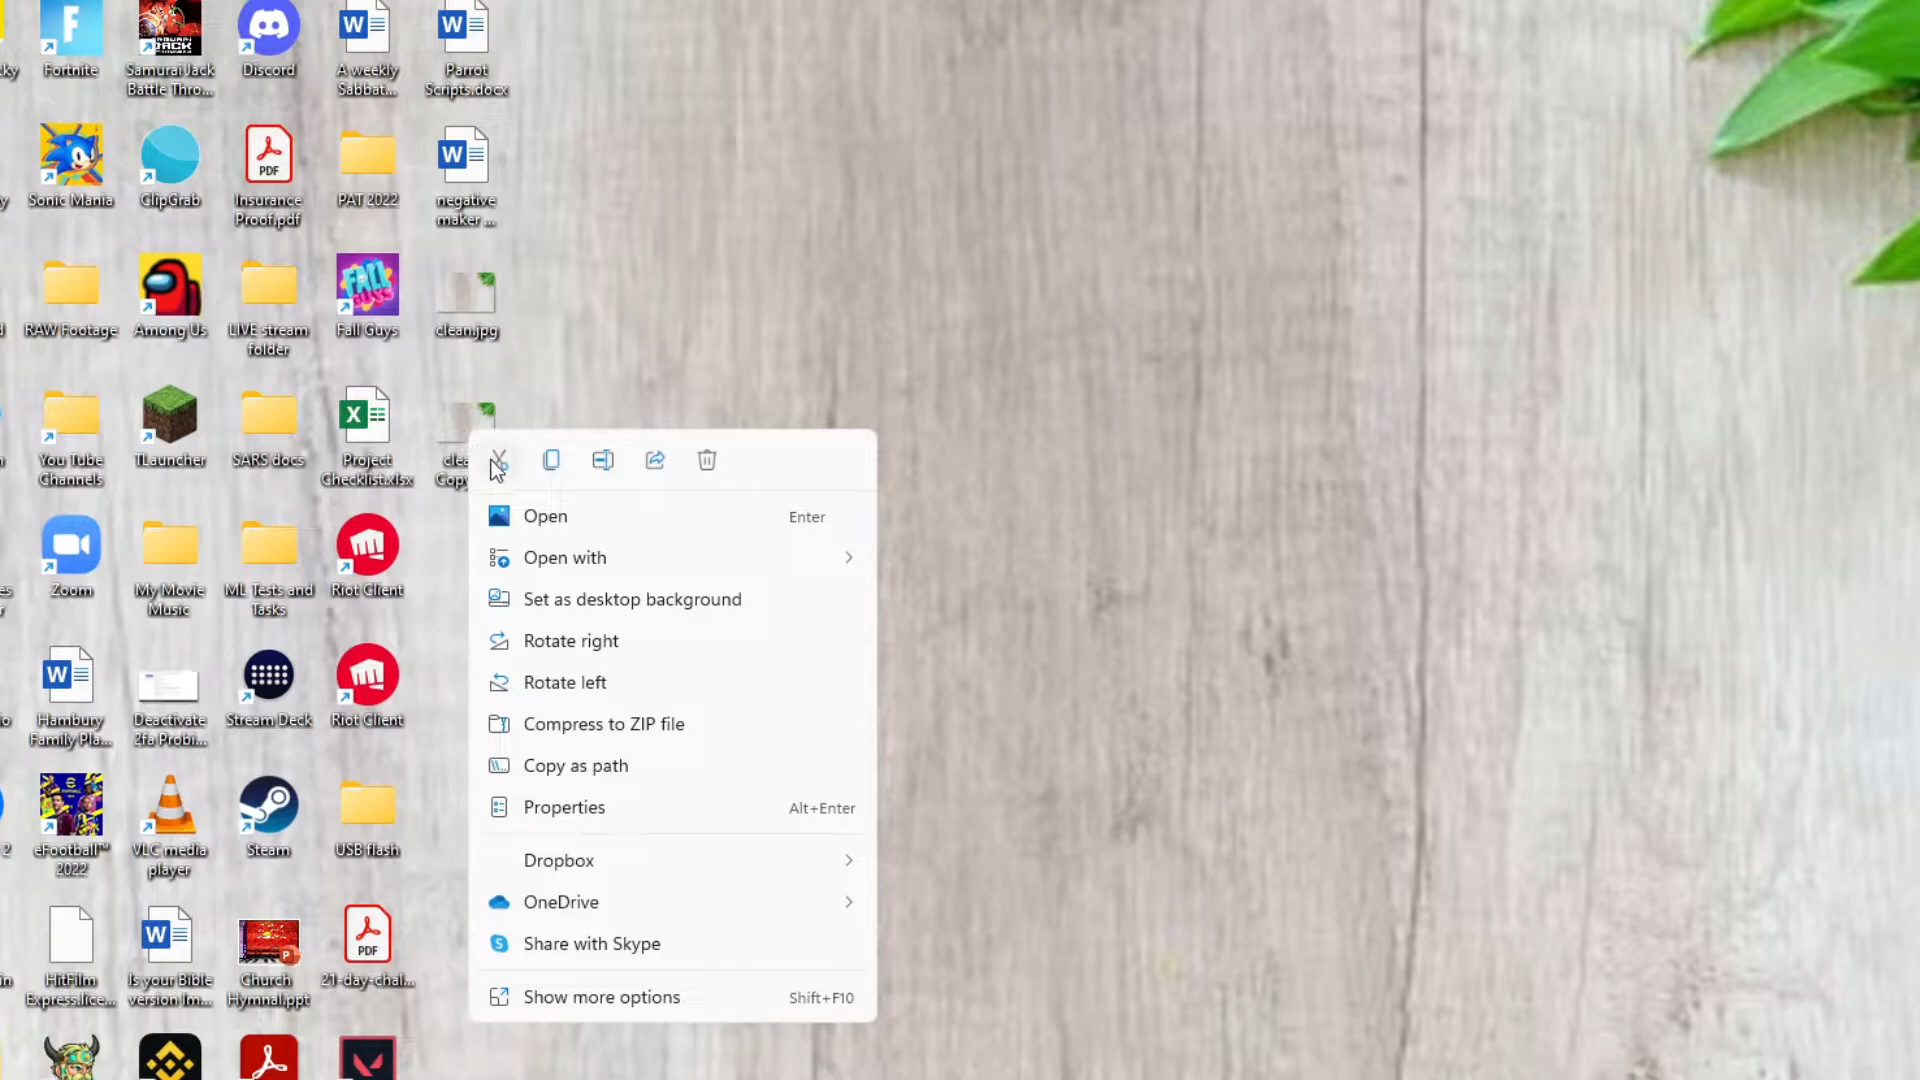 Fortnite
Samurai Jack
Battle Thro...
Discord
A weekly
Sabbat...
Parrot
Scripts.docx
Sonic Mania
ClipGrab
PDF
Insurance
Proof.pdf
PAT 2022
negative
maker ...
RAW Footage
Among Us
LIVE stream
folder
FALL GUYS
Fall Guys
clean.jpg
You Tube
Channels
TLauncher
SARS docs
Project
Checklist.xlsx
clea
Copy
Zoom
My Movie
Music
ML Tests and
Tasks
Riot Client
Hambury
Family Pla...
Deactivate
2fa Probl...
Stream Deck
Riot Client
eFootball™
2022
VLC media
player
Steam
USB flash
HitFilm
Express.lice...
Is your Bible
version Im...
Church
Hymnal.ppt
PDF
21-day-chal...
Open Enter
Open with
Set as desktop background
Rotate right
Rotate left
Compress to ZIP file
Copy as path
Properties Alt+Enter
Dropbox
OneDrive
Share with Skype
Show more options Shift+F10